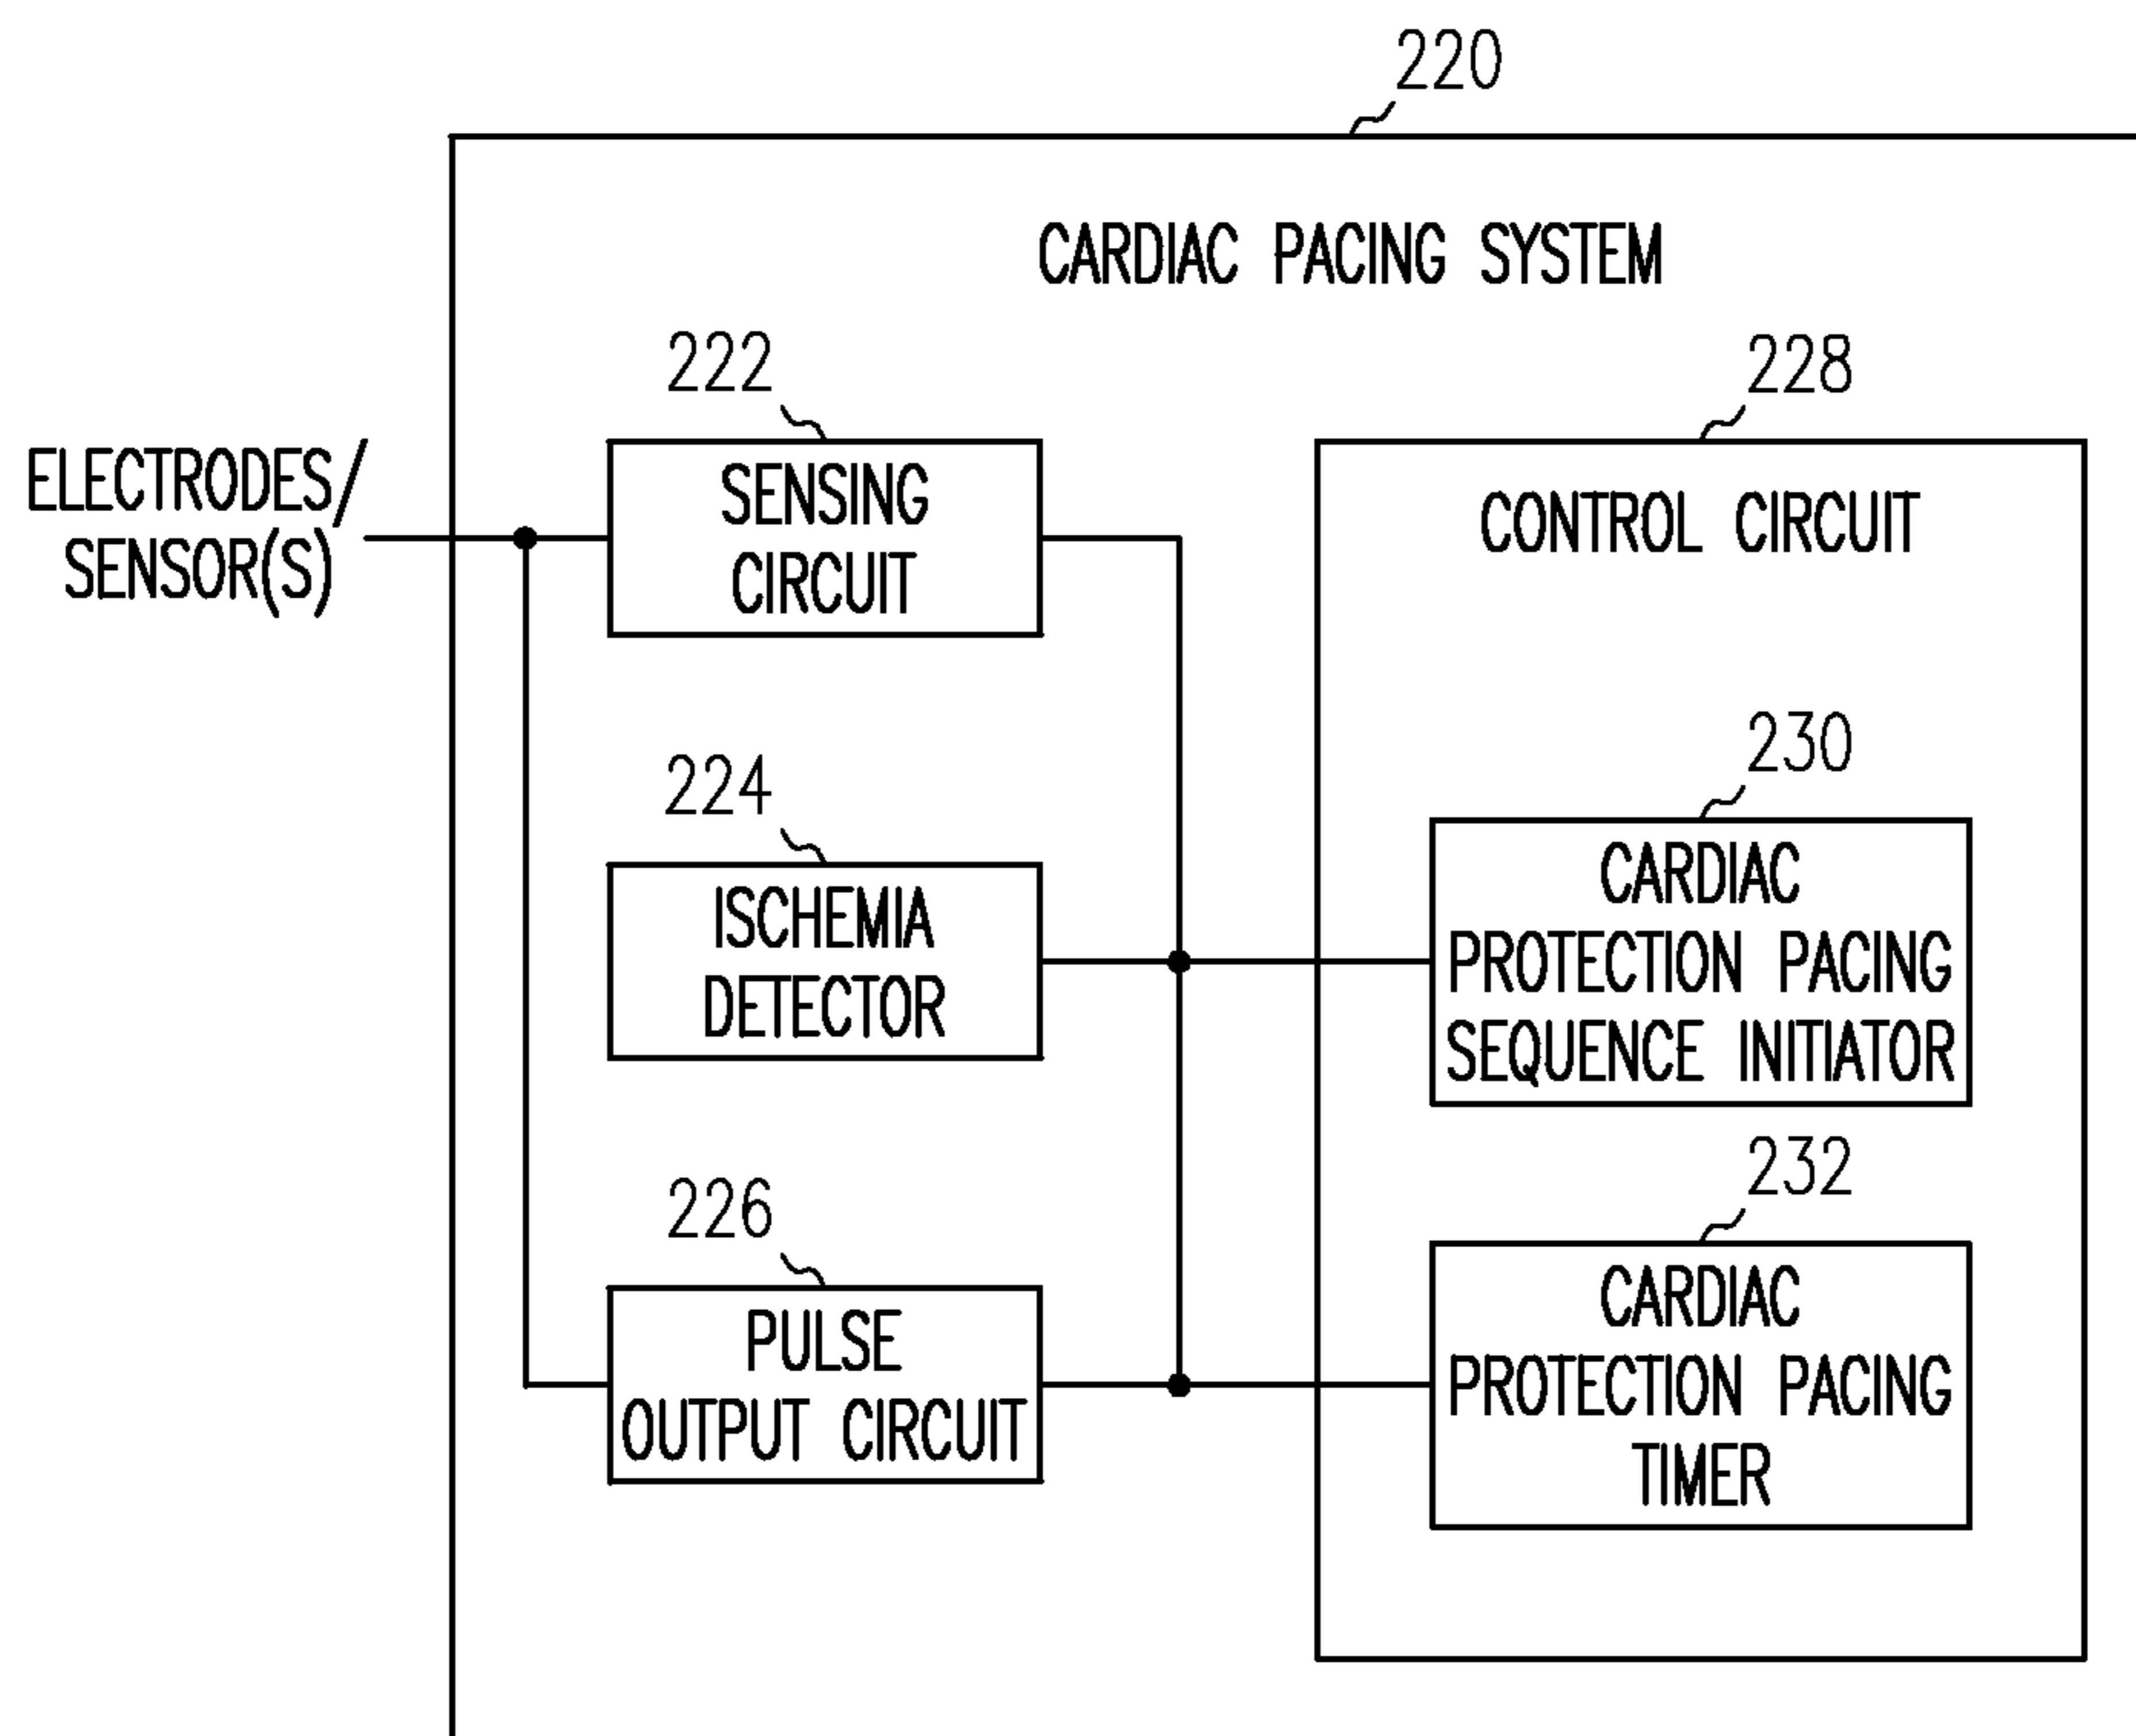 220
CARDIAC PACING SYSTEM
222
228
ELECTRODES/
SENSOR(S)
SENSING
CIRCUIT
CONTROL CIRCUIT
224
230
ISCHEMIA
DETECTOR
CARDIAC
PROTECTION PACING
SEQUENCE INITIATOR
226
232
PULSE
OUTPUT CIRCUIT
CARDIAC
PROTECTION PACING
TIMER